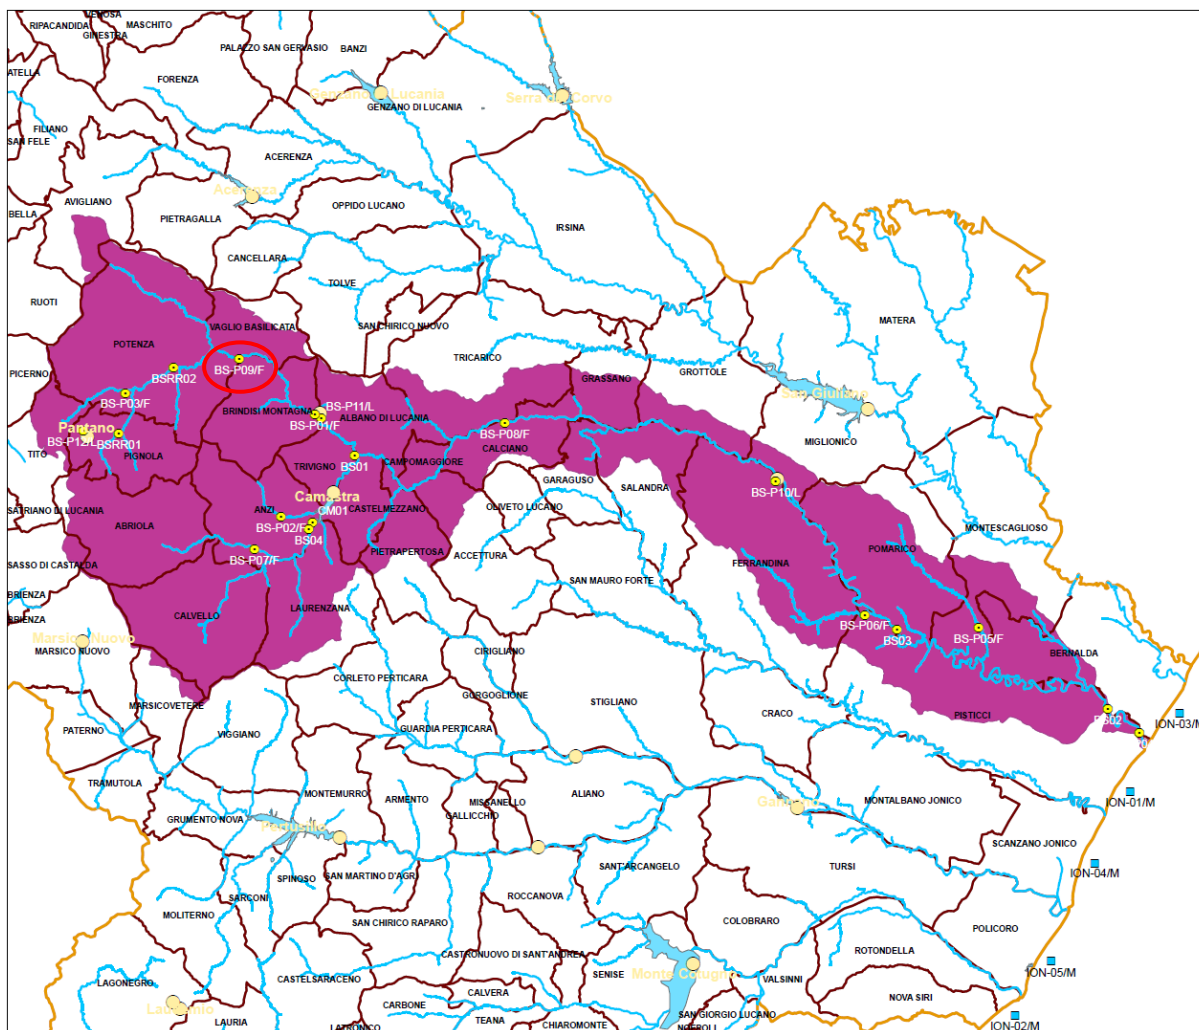 VENOSA
RIPACANDIDA
GINESTRA
MASCHITO
PALAZZO SAN GERVASIO
BANZI
ATELLA
FORENZA
Genzano di Lucania
GENZANO DI LUCANIA
FILIANO
SAN FELE
ACERENZA
Acerenza
AVIGLIANO
BELLA
PIETRAGALLA
OPPIDO LUCANO
IRSINA
CANCELLARA
TOLVE
RUOTI
VAGLIO BASILICATA
SAN CHIRICO NUOVO
MATERA
POTENZA
TRICARICO
PICERNO
BSRR02
BS-P09/F
GROTTOLE
GRASSANO
San Giuliano
BS-P03/F
BRINDISI MONTAGNA
BS-P11/L
BS-P01/F
ALBANO DI LUCANIA
BS-P08/F
Pantano
BSRR01
TITO
PIGNOLA
CALCIANO
MIGLIONICO
TRIVIGNO
BS01
CAMPOMAGGIORE
GARAGUSO
SALANDRA
BS-P10/L
Camastra
SATRIANO DI LUCANIA
ANZI
CM01
CASTELMEZZANO
OLIVETO LUCANO
ABRIOLA
BS-P02/F
BS04
MONTESCAGLIOSO
SASSO DI CASTALDA
BS-P07/F
PIETRAPERTOSA
ACCETTURA
FERRANDINA
POMARICO
BRIENZA
SAN MAURO FORTE
CALVELLO
LAURENZANA
BRIENZA
BS-P06/F
BS03
BS-P05/F
Marsico Nuovo
MARSICO NUOVO
CIRIGLIANO
BERNALDA
CORLETO PERTICARA
GORGOGLIONE
STIGLIANO
MARSICOVETERE
CRACO
PISTICCI
BS02
ION-03/M
PATERNO
VIGGIANO
GUARDIA PERTICARA
TRAMUTOLA
MONTEMURRO
ARMENTO
MISSANELLO
ALIANO
GALLICCHIO
MONTALBANO JONICO
ION-01/M
GRUMENTO NOVA
Pertusillo
SCANZANO JONICO
SPINOSO
SAN MARTINO D'AGRI
SANT'ARCANGELO
TURSI
ION-04/M
SARCONI
ROCCANOVA
MOLITERNO
SAN CHIRICO RAPARO
COLOBRARO
POLICORO
CASTRONUOVO DI SANT'ANDREA
ROTONDELLA
ION-05/M
LAGONEGRO
CASTELSARACENO
SENISE
Monte Cotugno
VALSINNI
CALVERA
CARBONE
NOVA SIRI
LAURIA
LATRONICO
TEANA
CHIAROMONTE
SAN GIORGIO LUCANO
ION-02/M